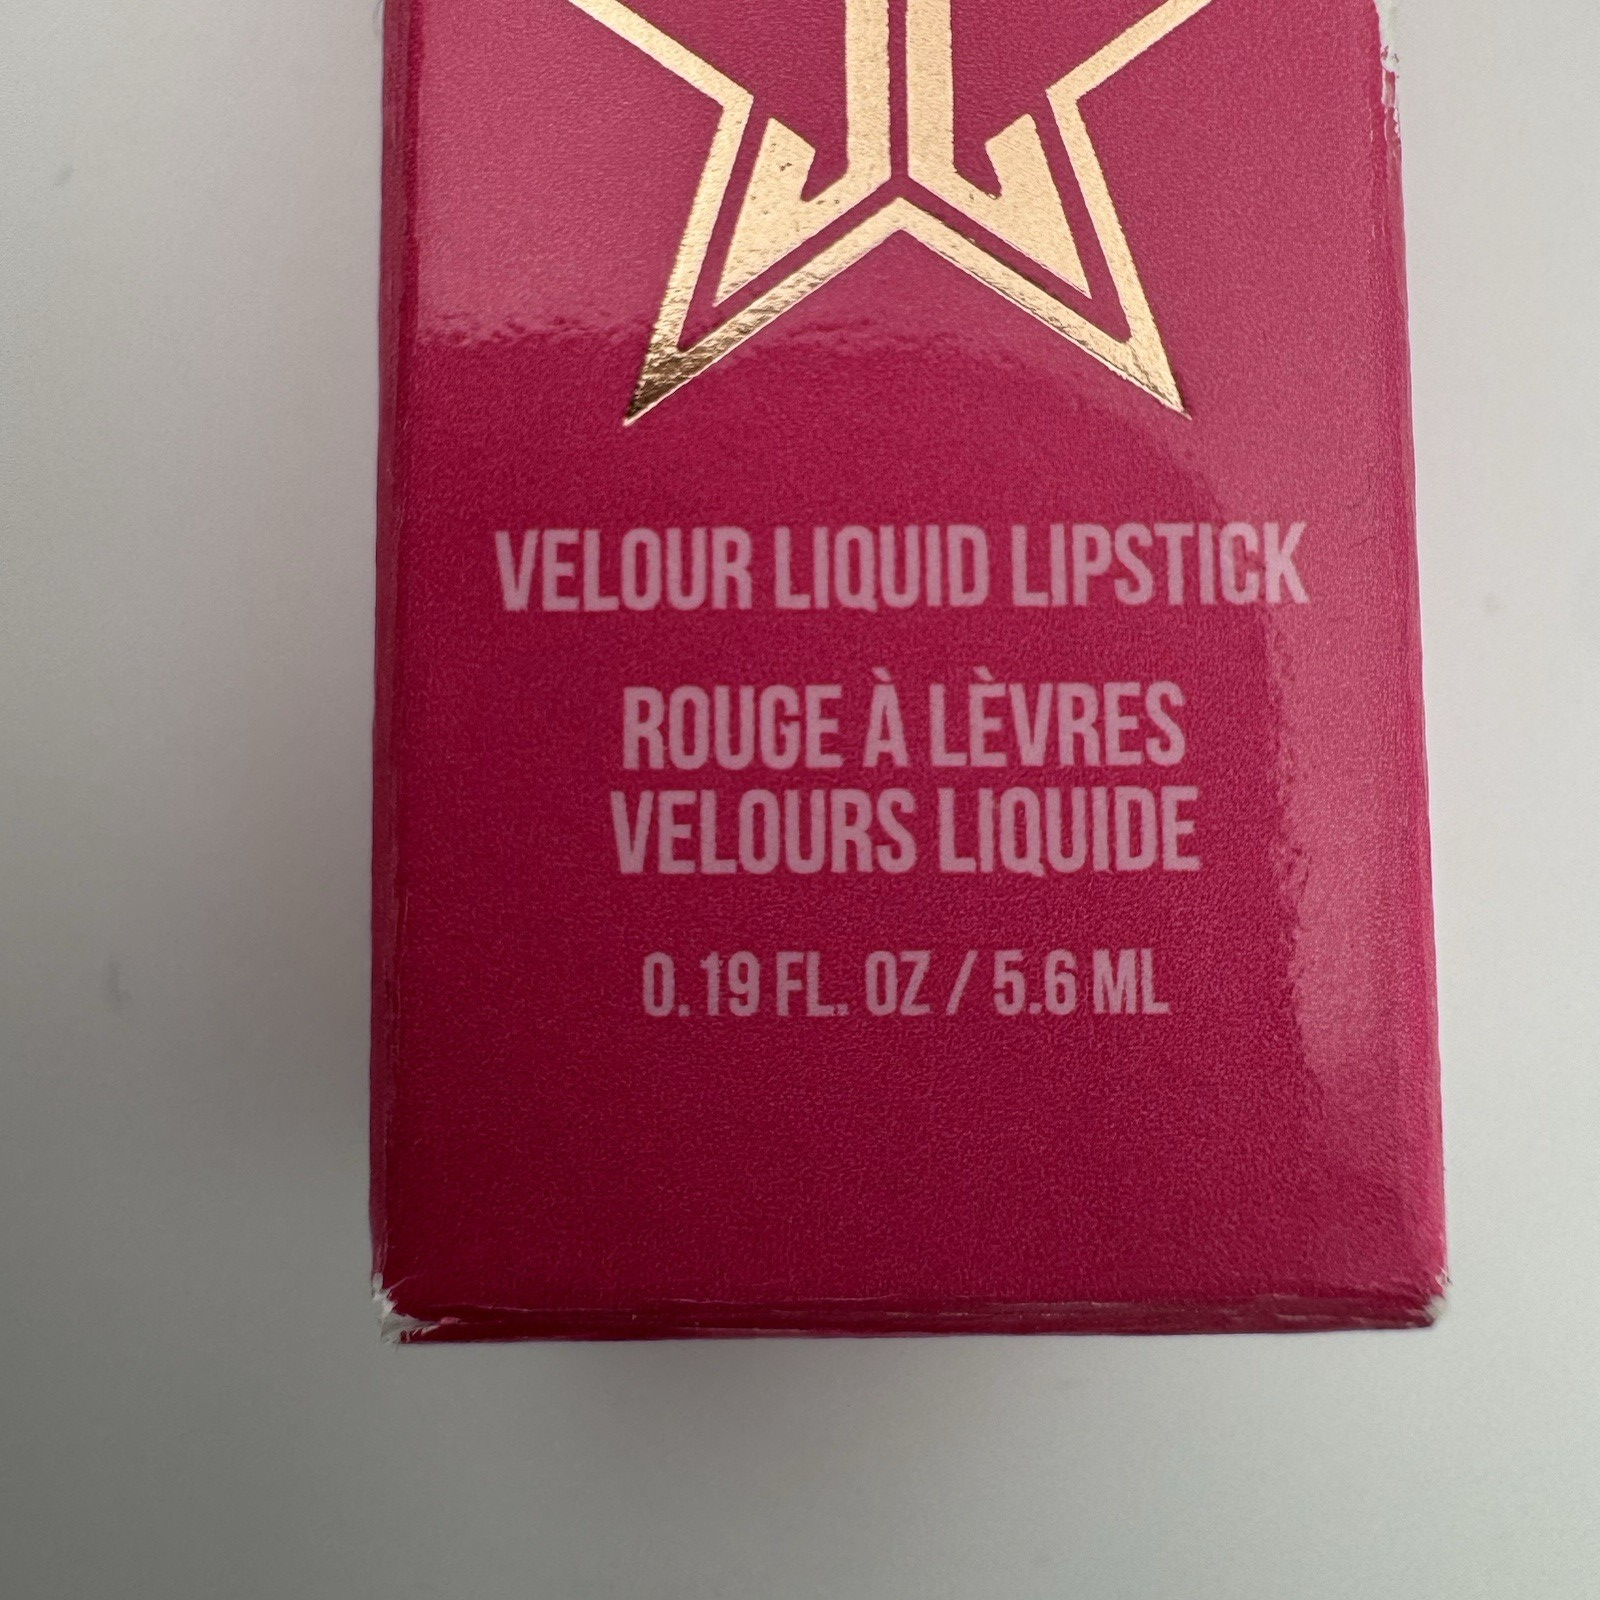 VELOUR LIQUID LIPSTICK
ROUGE À LÈVRES
VELOURS LIQUIDE
0.19 FL. OZ / 5.6 ML